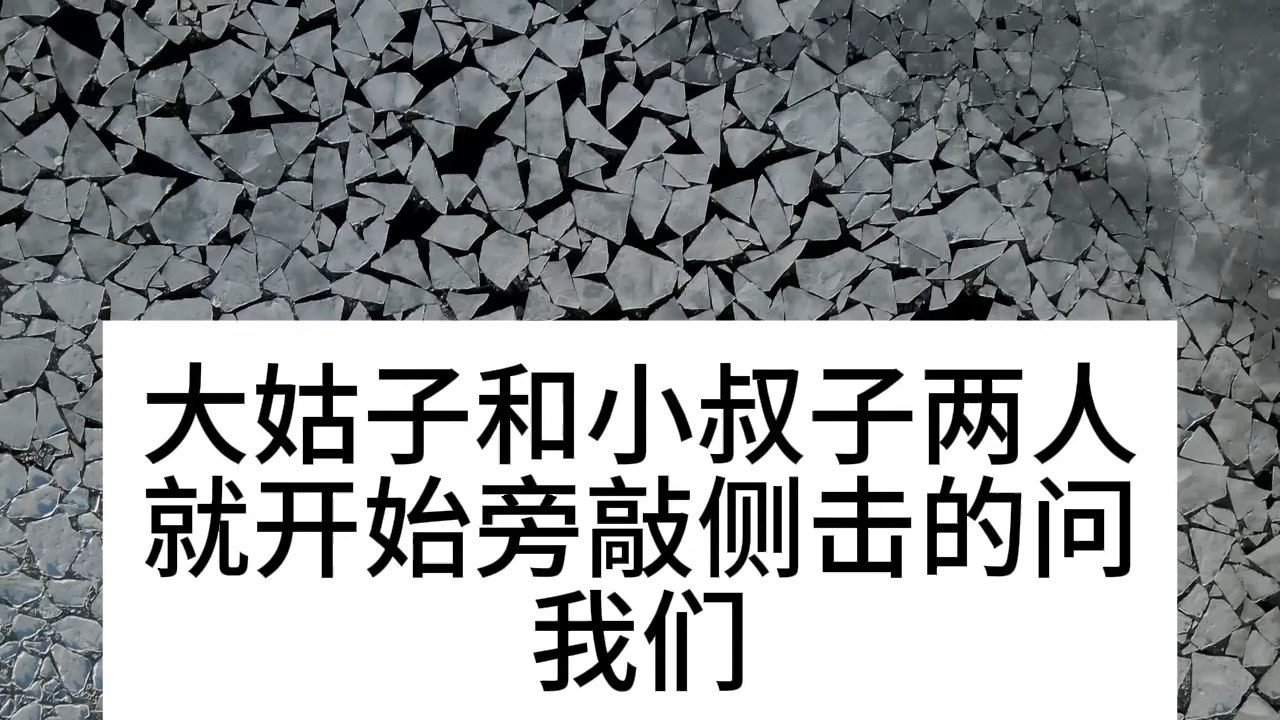 大姑子和小叔子两人
就开始旁敲侧击的问
我们